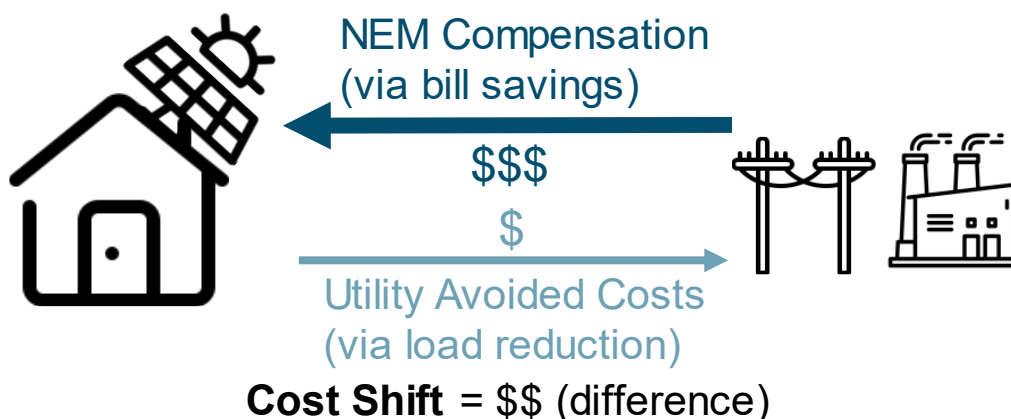 NEM Compensation
(via bill savings)
$$$
$
Utility Avoided Costs
(via load reduction)
Cost Shift = $$ (difference)